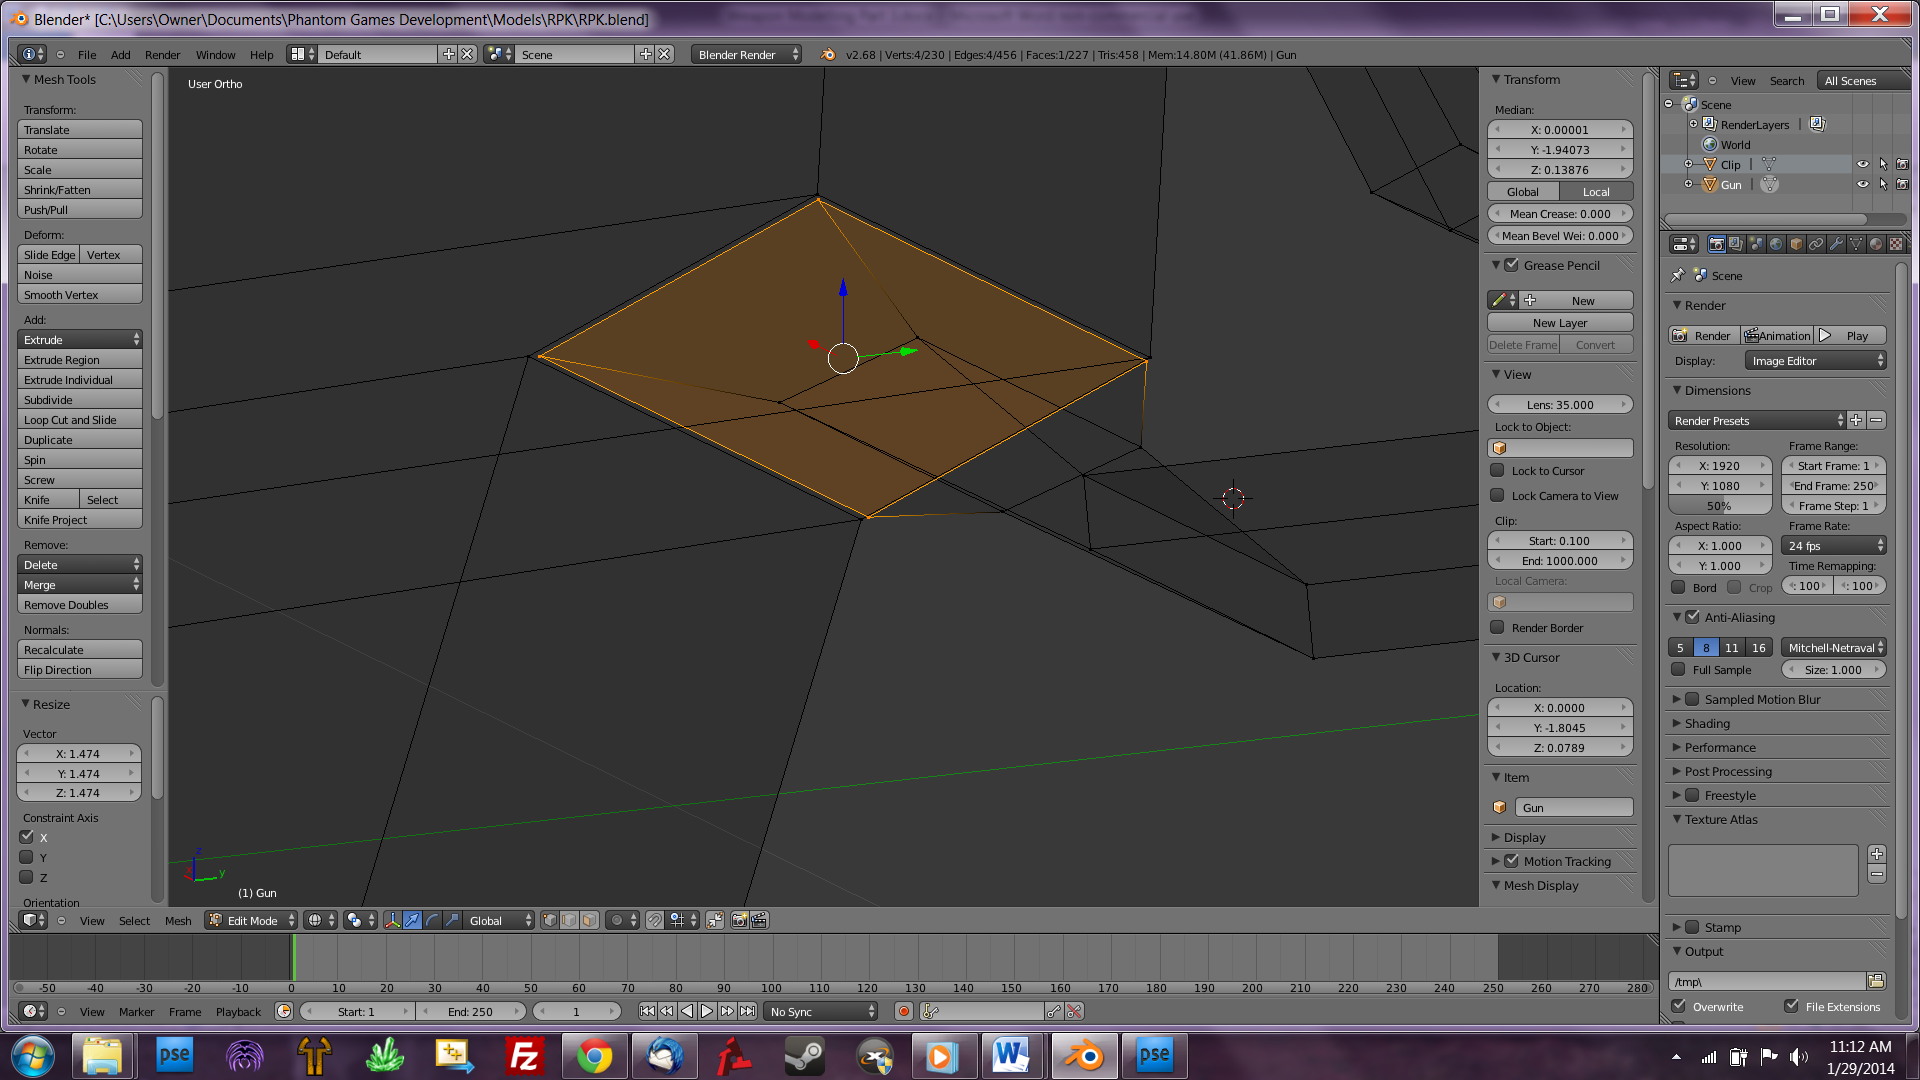 Blender* [C:\Users\Owner\Documents\Phantom Games Development\Models\RPK\RPK.blend]
File Add Render Window Help Default Scene Blender Render v2.68 | Verts:4/230 | Edges:4/456 | Faces:1/227 | Tris:458 | Mem:14.80M (41.86M) | Gun
Mesh Tools
Transform:
Translate
Rotate
Scale
Shrink/Fatten
Push/Pull
Deform:
Slide Edge Vertex
Noise
Smooth Vertex
Add:
Extrude
Extrude Region
Extrude Individual
Subdivide
Loop Cut and Slide
Duplicate
Spin
Screw
Knife Select
Knife Project
Remove:
Delete
Merge
Remove Doubles
Normals:
Recalculate
Flip Direction
Resize
Vector
X: 1.474
Y: 1.474
Z: 1.474
Constraint Axis
X
Y
Z
Orientation
User Ortho
z
x
y
(1) Gun
Transform
Median:
X: 0.00001
Y: -1.94073
Z: 0.13876
Global Local
Mean Crease: 0.000
Mean Bevel Wei: 0.000
Grease Pencil
New
New Layer
Delete Frame Convert
View
Lens: 35.000
Lock to Object:
Lock to Cursor
Lock Camera to View
Clip:
Start: 0.100
End: 1000.000
Local Camera:
Render Border
3D Cursor
Location:
X: 0.0000
Y: -1.8045
Z: 0.0789
Item
Gun
Display
Motion Tracking
Mesh Display
View Search All Scenes
Scene
RenderLayers |
World
Clip |
Gun |
Scene
Render
Render Animation Play
Display: Image Editor
Dimensions
Render Presets
Resolution: Frame Range:
X: 1920 Start Frame: 1
Y: 1080 End Frame: 250
50% Frame Step: 1
Aspect Ratio: Frame Rate:
X: 1.000 24 fps
Y: 1.000 Time Remapping:
Bord Crop : 100 : 100
Anti-Aliasing
5 8 11 16 Mitchell-Netraval
Full Sample Size: 1.000
Sampled Motion Blur
Shading
Performance
Post Processing
Freestyle
Texture Atlas
Stamp
Output
/tmp\
Overwrite File Extensions
View Select Mesh Edit Mode Global
-50 -40 -30 -20 -10 0 10 20 30 40 50 60 70 80 90 100 110 120 130 140 150 160 170 180 190 200 210 220 230 240 250 260 270 280
View Marker Frame Playback Start: 1 End: 250 1 No Sync
pse
Fz
W
pse
11:12 AM
1/29/2014